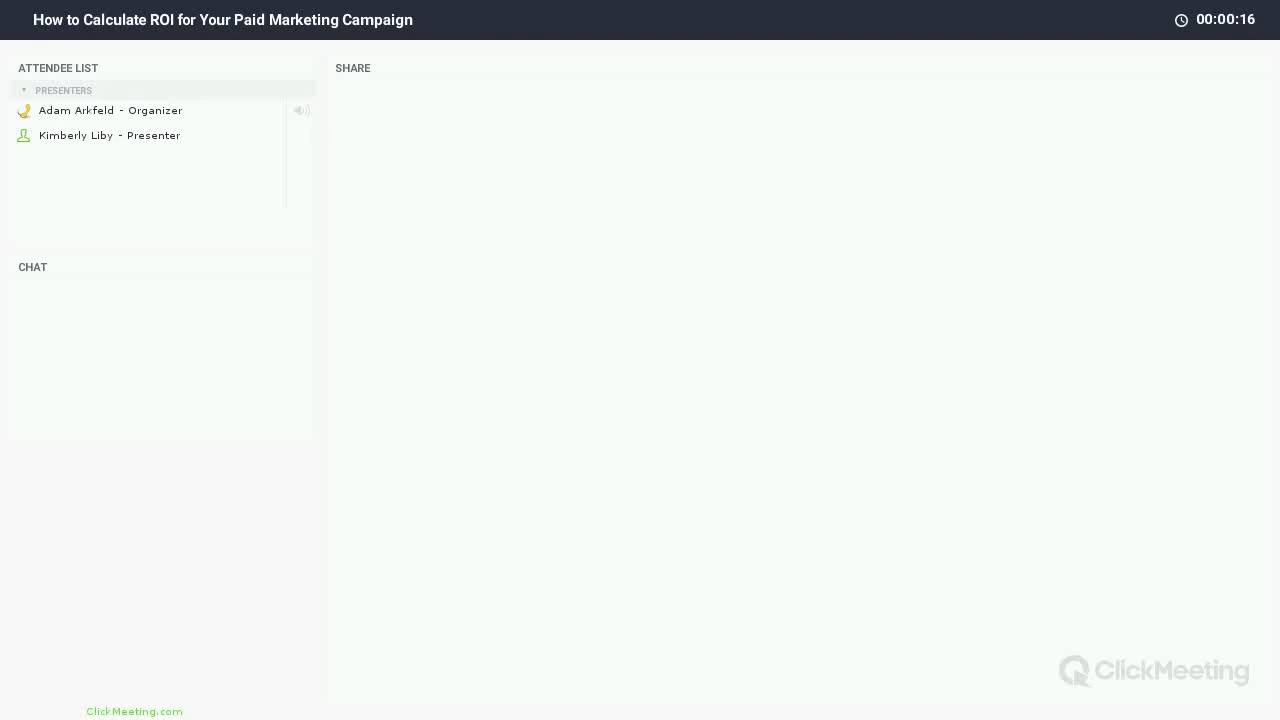 How to Calculate ROI for Your Paid Marketing Campaign
00:00:16
ATTENDEE LIST
PRESENTERS
Adam Arkfeld - Organizer
Kimberly Liby - Presenter
CHAT
SHARE
ClickMeeting
ClickMeeting.com